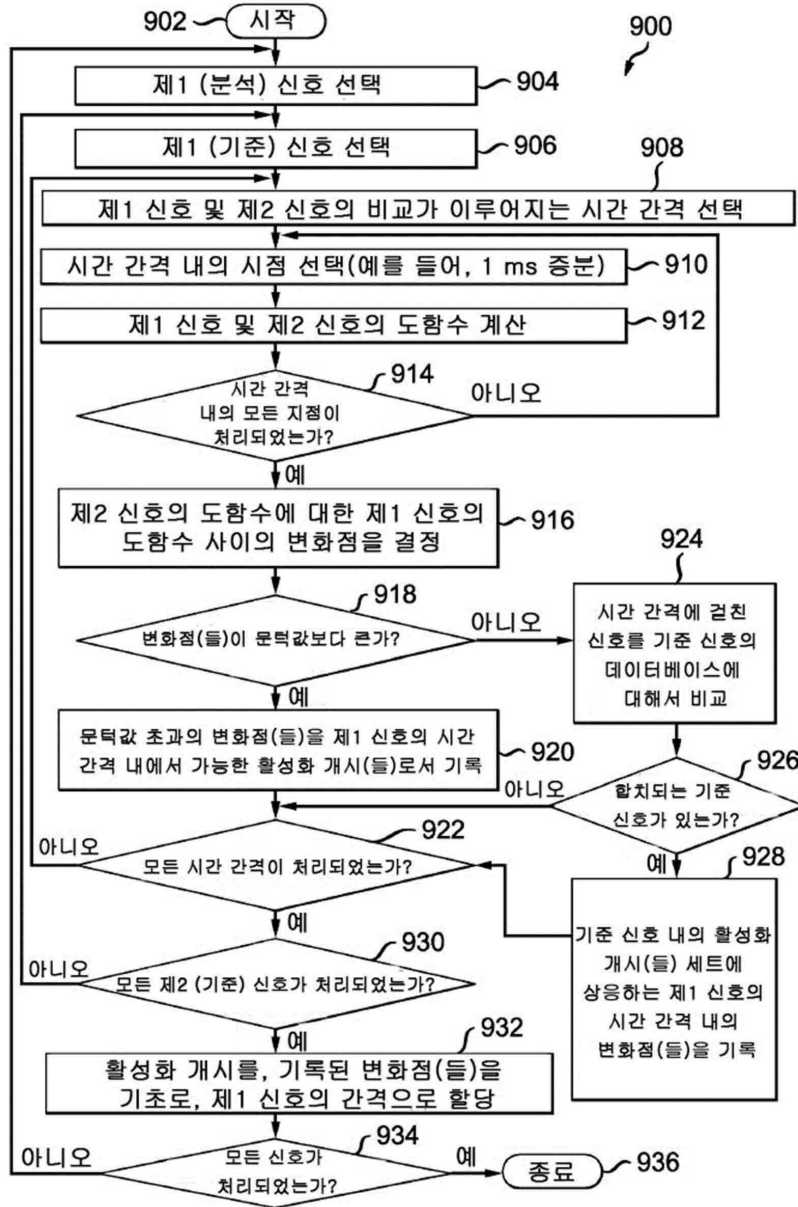 902
시작
900
제1 (분석) 신호 선택
904
제1 (기준) 신호 선택
906
908
제1 신호 및 제2 신호의 비교가 이루어지는 시간 간격 선택
시간 간격 내의 시점 선택(예를 들어, 1 ms 증분)
910
제1 신호 및 제2 신호의 도함수 계산
912
914
시간 간격
내의 모든 지점이
처리되었는가?
아니오
예
제2 신호의 도함수에 대한 제1 신호의
도함수 사이의 변화점을 결정
916
918
변화점(들)이 문턱값보다 큰가?
아니오
예
924
시간 간격에 걸친
신호를 기준 신호의
데이터베이스에
대해서 비교
문턱값 초과의 변화점(들)을 제1 신호의 시간
간격 내에서 가능한 활성화 개시(들)로서 기록
920
926
합치되는 기준
신호가 있는가?
아니오
예
922
모든 시간 간격이 처리되었는가?
아니오
예
928
기준 신호 내의 활성화
개시(들) 세트에
상응하는 제1 신호의
시간 간격 내의
변화점(들)을 기록
930
모든 제2 (기준) 신호가 처리되었는가?
아니오
예
932
활성화 개시를, 기록된 변화점(들)을
기초로, 제1 신호의 간격으로 할당
934
모든 신호가
처리되었는가?
아니오
예
종료
936